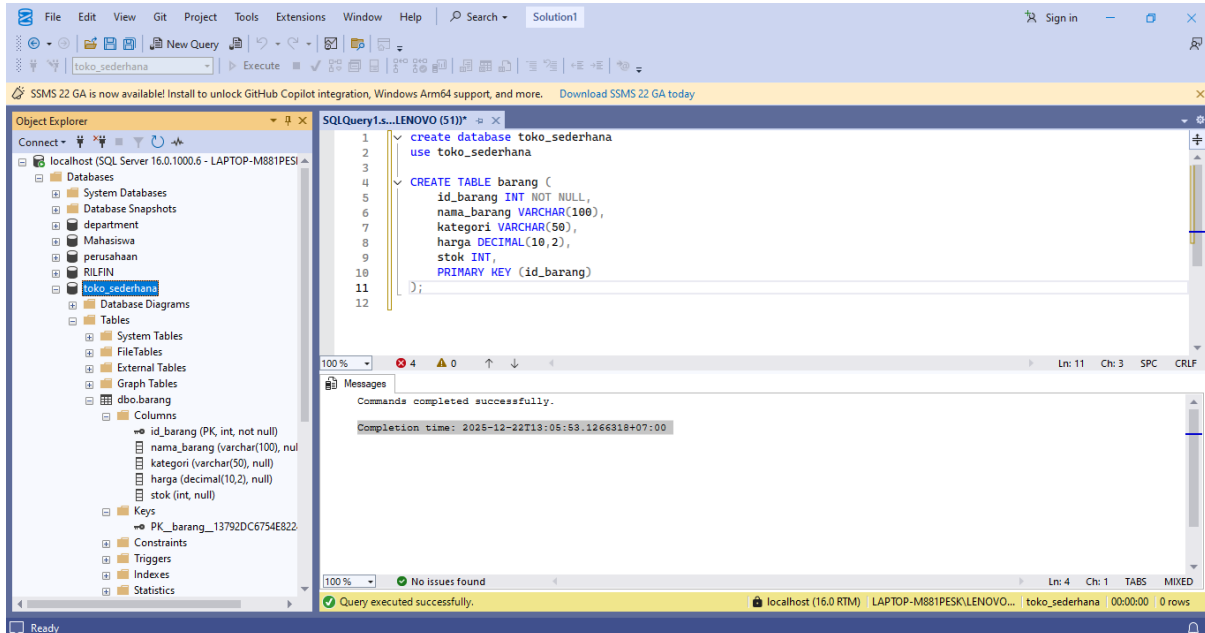 File Edit View Git Project Tools Extensions Window Help Search Solution1 Sign in
New Query
toko_sederhana Execute
SSMS 22 GA is now available! Install to unlock GitHub Copilot integration, Windows Arm64 support, and more. Download SSMS 22 GA today
Object Explorer
Connect
localhost (SQL Server 16.0.1000.6 - LAPTOP-M881PESK
Databases
System Databases
Database Snapshots
department
Mahasiswa
perusahaan
RILFIN
toko_sederhana
Database Diagrams
Tables
System Tables
FileTables
External Tables
Graph Tables
dbo.barang
Columns
id_barang (PK, int, not null)
nama_barang (varchar(100), nul
kategori (varchar(50), null)
harga (decimal(10,2), null)
stok (int, null)
Keys
PK__barang__13792DC6754E822
Constraints
Triggers
Indexes
Statistics
SQLQuery1.s...LENOVO (51))*
1 create database toko_sederhana
2 use toko_sederhana
3
4 CREATE TABLE barang (
5 id_barang INT NOT NULL,
6 nama_barang VARCHAR(100),
7 kategori VARCHAR(50),
8 harga DECIMAL(10,2),
9 stok INT,
10 PRIMARY KEY (id_barang)
11 );
12
100 % 4 0 Ln: 11 Ch: 3 SPC CRLF
Messages
Commands completed successfully.
Completion time: 2025-12-22T13:05:53.1266318+07:00
100 % No issues found Ln: 4 Ch: 1 TABS MIXED
Query executed successfully. localhost (16.0 RTM) LAPTOP-M881PESK\LENOVO... toko_sederhana 00:00:00 0 rows
Ready